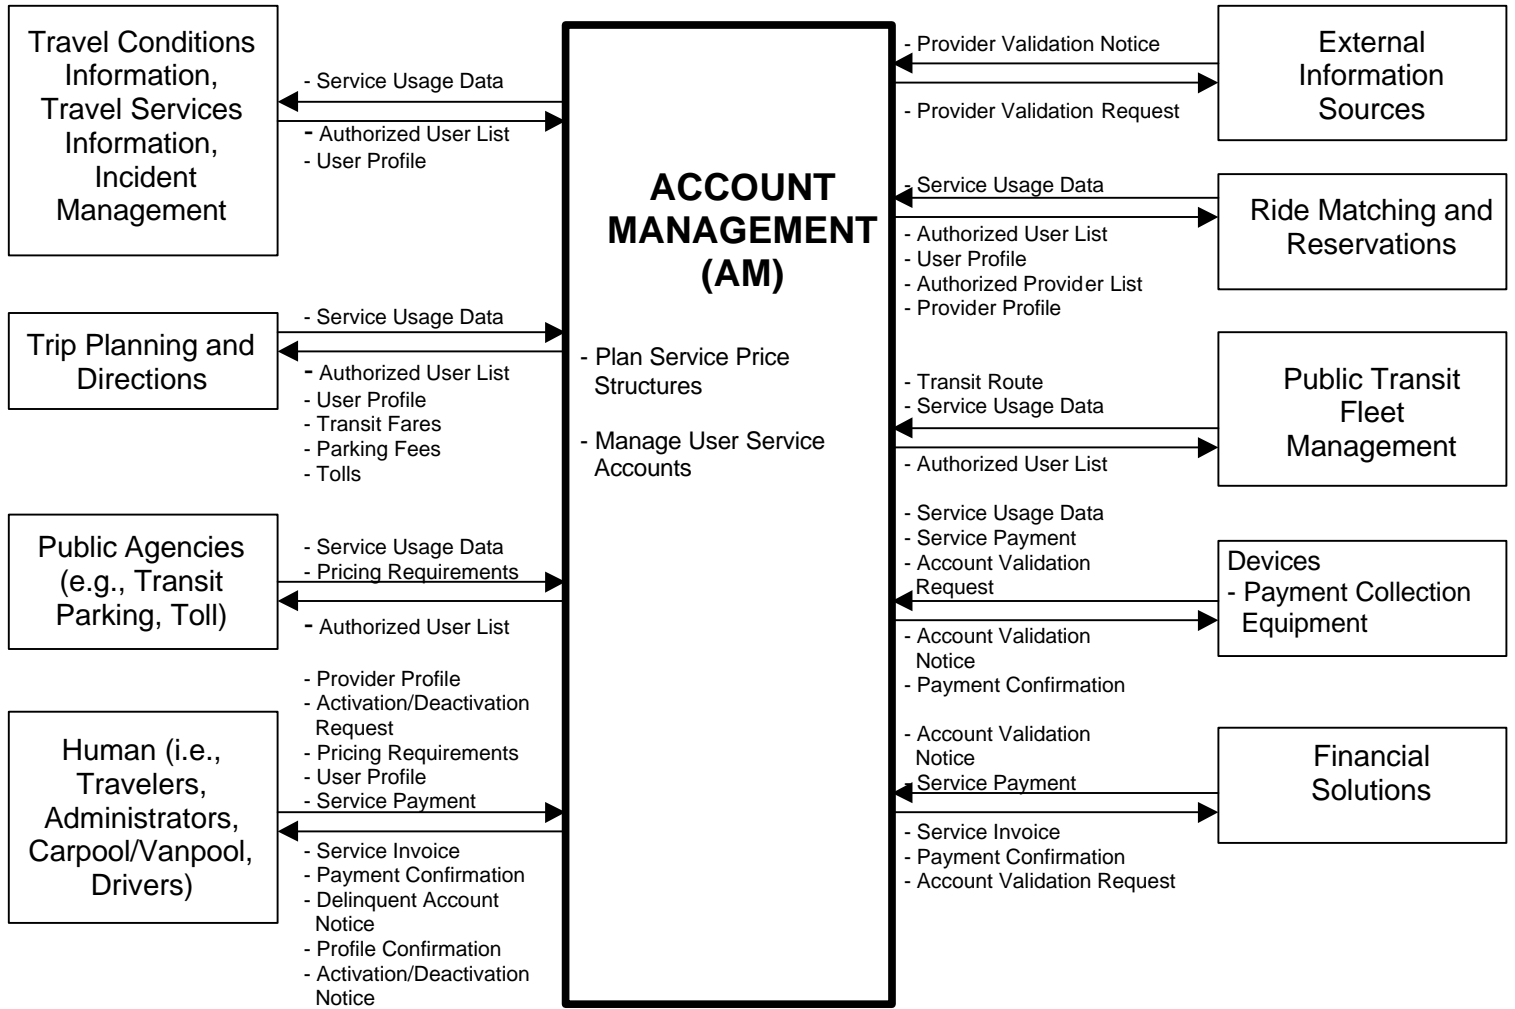 Travel Conditions
Information,
Travel Services
Information,
Incident
Management
- Service Usage Data
- Authorized User List
- User Profile
Trip Planning and
Directions
- Service Usage Data
- Authorized User List
- User Profile
- Transit Fares
- Parking Fees
- Tolls
Public Agencies
(e.g., Transit
Parking, Toll)
- Service Usage Data
- Pricing Requirements
- Authorized User List
Human (i.e.,
Travelers,
Administrators,
Carpool/Vanpool,
Drivers)
- Provider Profile
- Activation/Deactivation
Request
- Pricing Requirements
- User Profile
- Service Payment
- Service Invoice
- Payment Confirmation
- Delinquent Account
Notice
- Profile Confirmation
- Activation/Deactivation
Notice
ACCOUNT
MANAGEMENT
(AM)
- Plan Service Price
Structures
- Manage User Service
Accounts
- Provider Validation Notice
- Provider Validation Request
External
Information
Sources
- Service Usage Data
- Authorized User List
- User Profile
- Authorized Provider List
- Provider Profile
Ride Matching and
Reservations
- Transit Route
- Service Usage Data
- Authorized User List
Public Transit
Fleet
Management
- Service Usage Data
- Service Payment
- Account Validation
Request
- Account Validation
Notice
- Payment Confirmation
Devices
- Payment Collection
Equipment
- Account Validation
Notice
- Service Payment
- Service Invoice
- Payment Confirmation
- Account Validation Request
Financial
Solutions